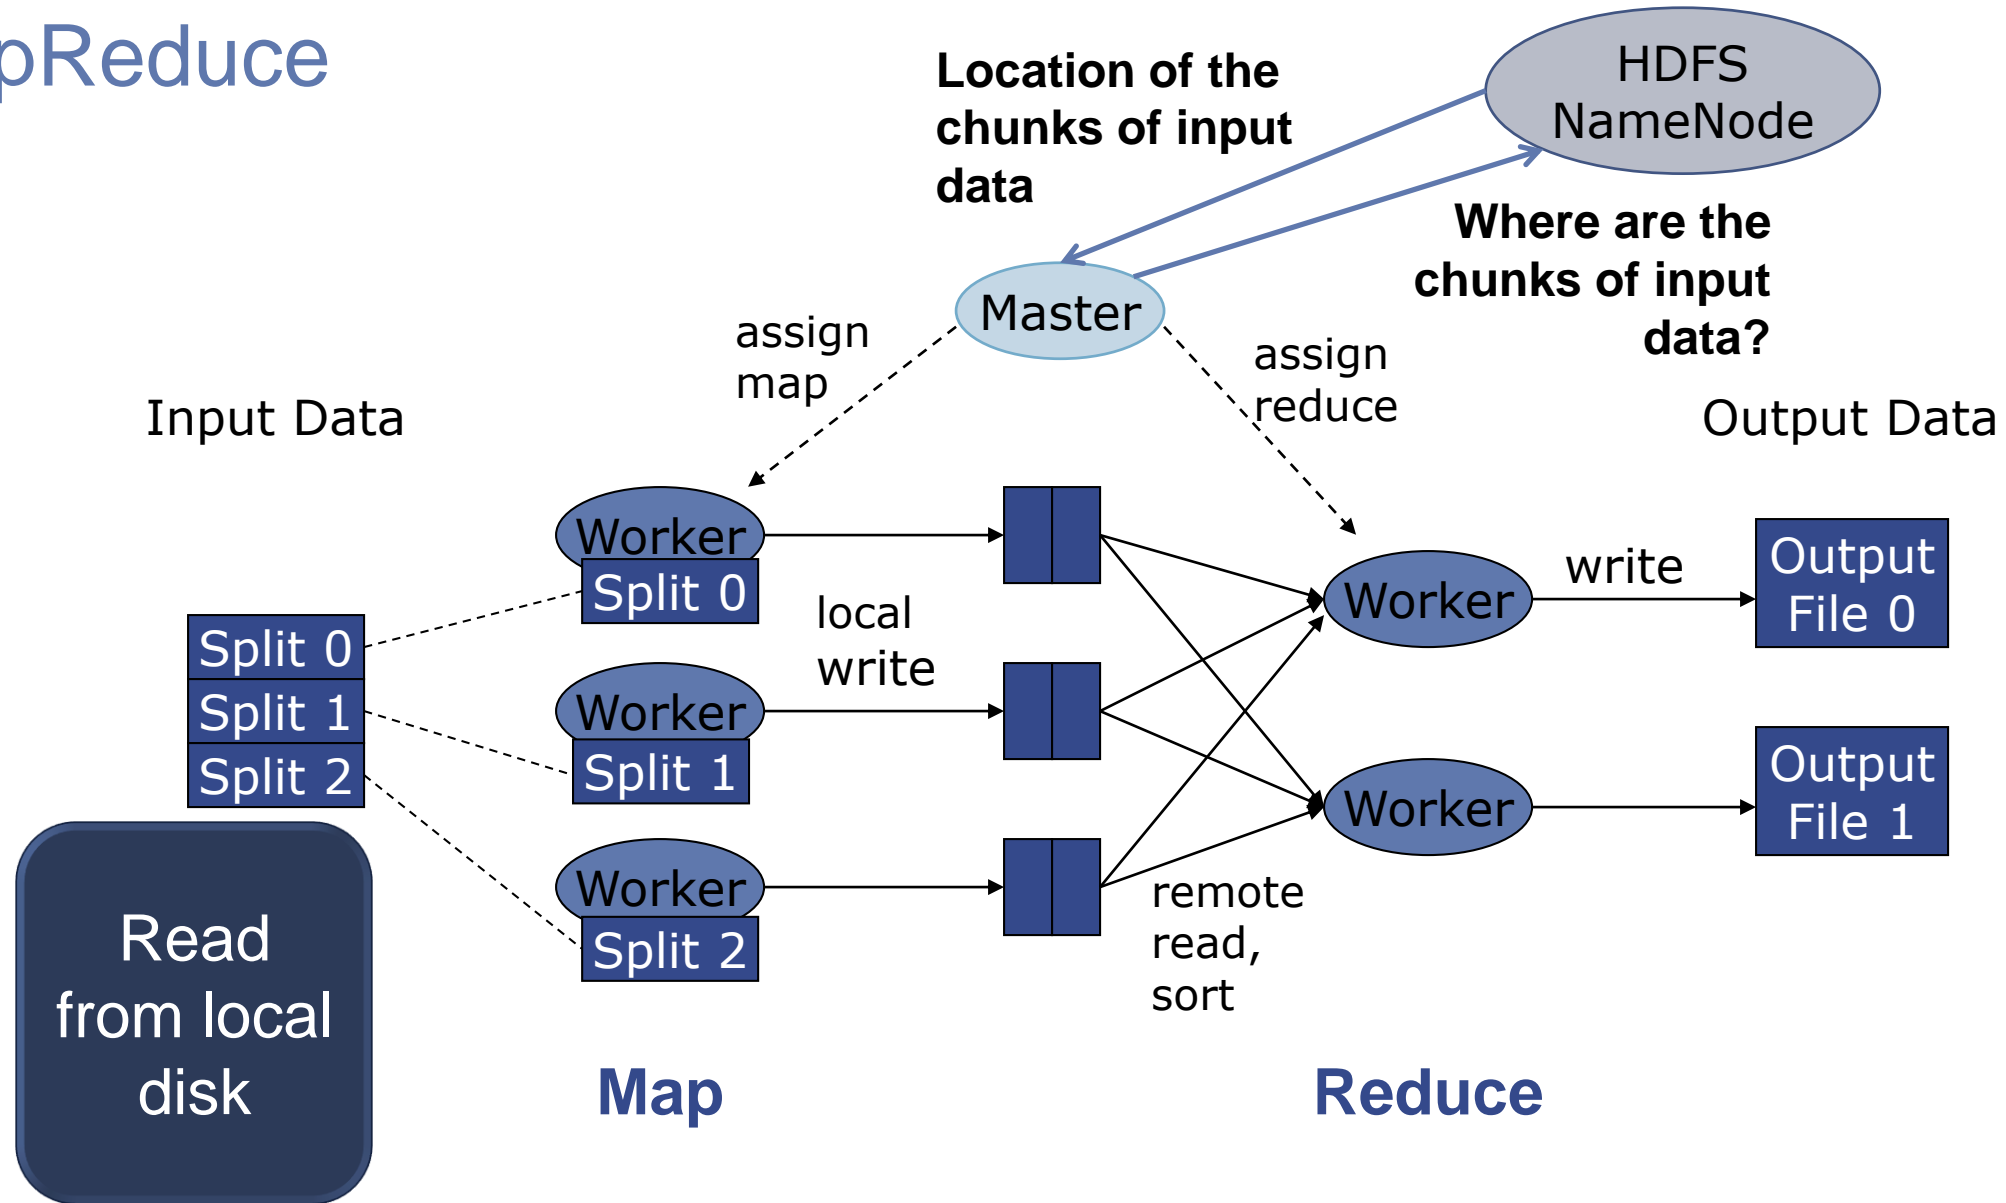 pReduce
Location of the
chunks of input
data
HDFS
NameNode
Where are the
chunks of input
data?
Master
assign
map
assign
reduce
Input Data
Output Data
Worker
Split 0
Worker
Split 1
Worker
Split 2
Split 0
Split 1
Split 2
local
write
Worker
write
Output
File 0
Worker
Output
File 1
remote
read,
sort
Read
from local
disk
Map
Reduce